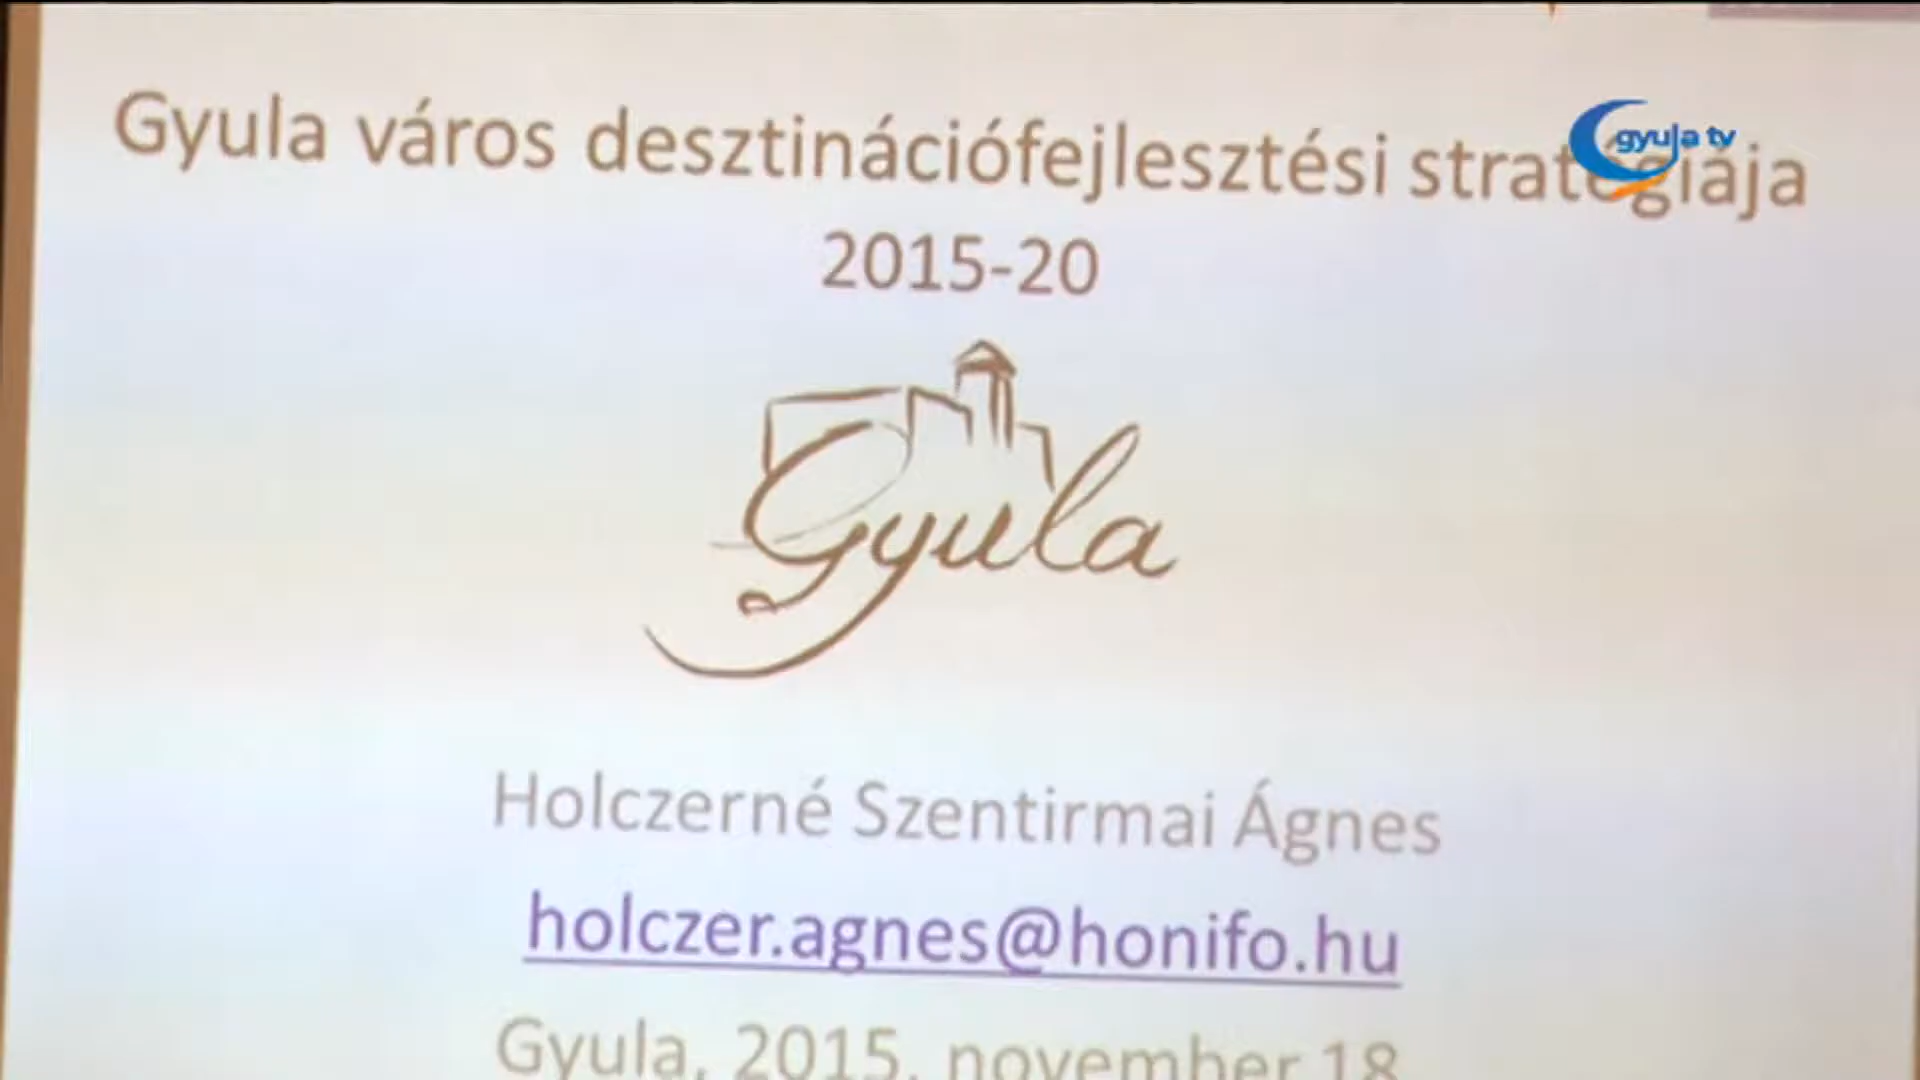 Gyula város desztinációfejlesztési stratégiája
gyula tv
2015-20
Gyula
Holczerné Szentirmai Ágnes
holczer.agnes@honifo.hu
Gyula, 2015. november 18